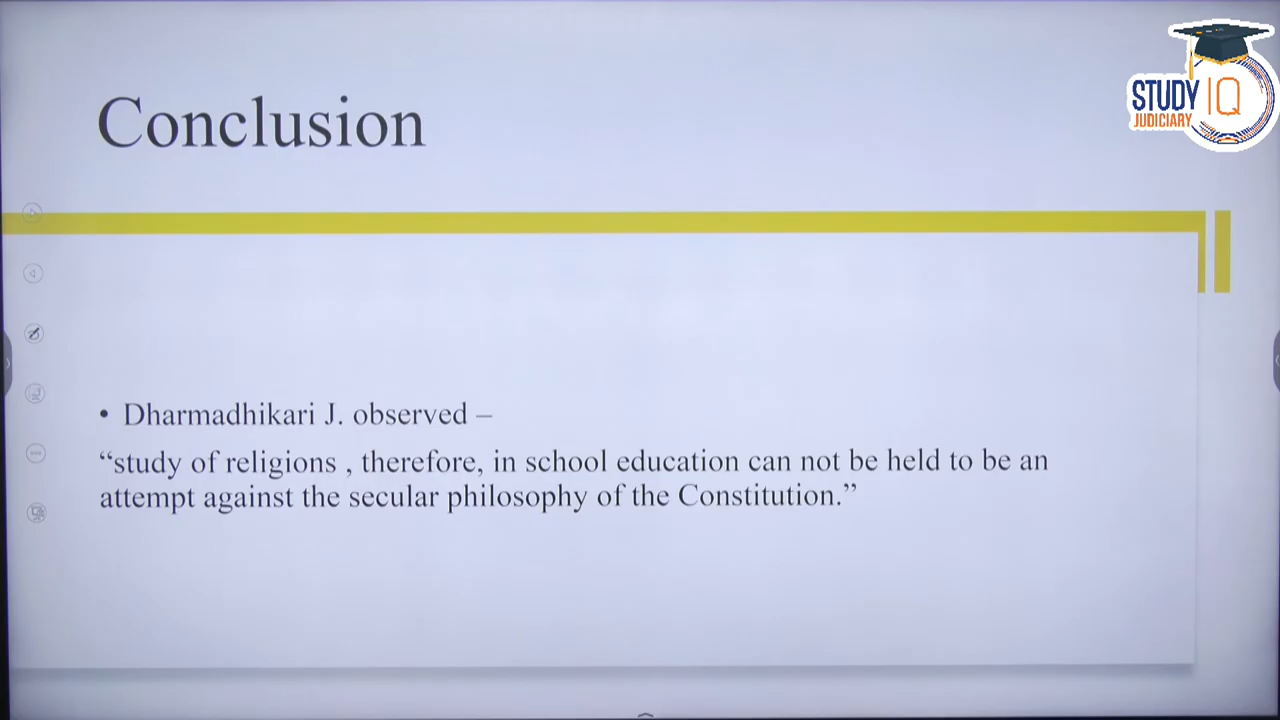 STUDY IQ
JUDICIARY
Conclusion
• Dharmadhikari J. observed –
“study of religions , therefore, in school education can not be held to be an
attempt against the secular philosophy of the Constitution.”